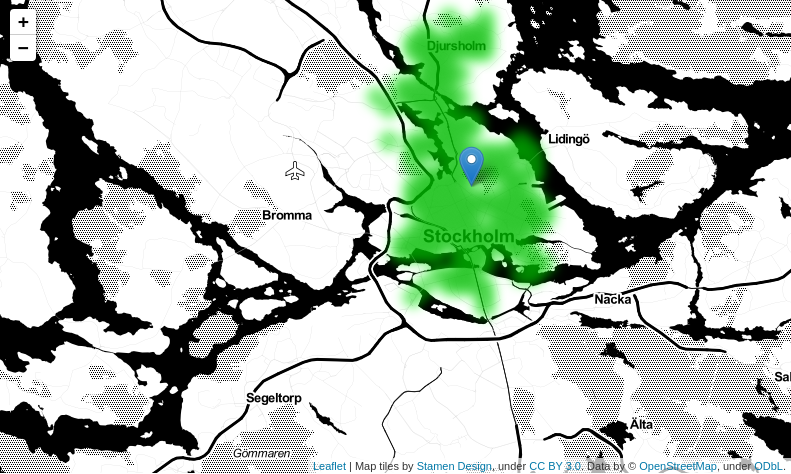 +
Djursholm
−
Lidingö
Bromma
Stockholm
Nacka
Sal
Segeltorp
Älta
Gömmaren
Leaflet | Map tiles by Stamen Design, under CC BY 3.0. Data by © OpenStreetMap, under ODbL.